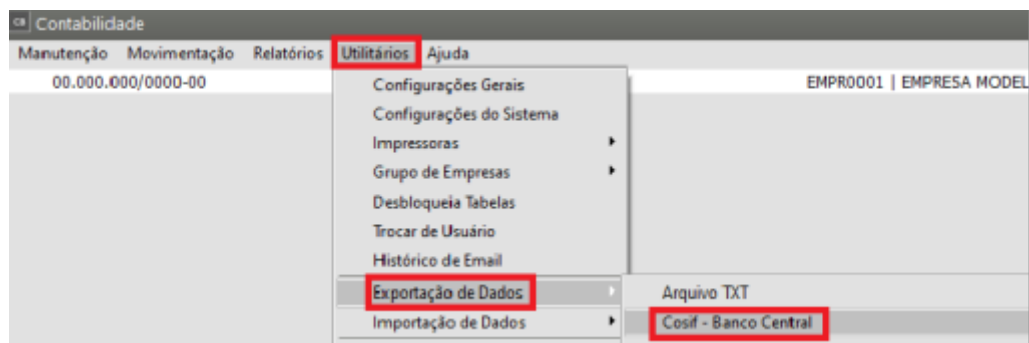 CB Contabilidade
Manutenção Movimentação Relatórios Utilitários Ajuda
00.000.000/0000-00 EMPR0001 | EMPRESA MODEL
Configurações Gerais
Configurações do Sistema
Impressoras
Grupo de Empresas
Desbloqueia Tabelas
Trocar de Usuário
Histórico de Email
Exportação de Dados Arquivo TXT
Importação de Dados Cosif - Banco Central